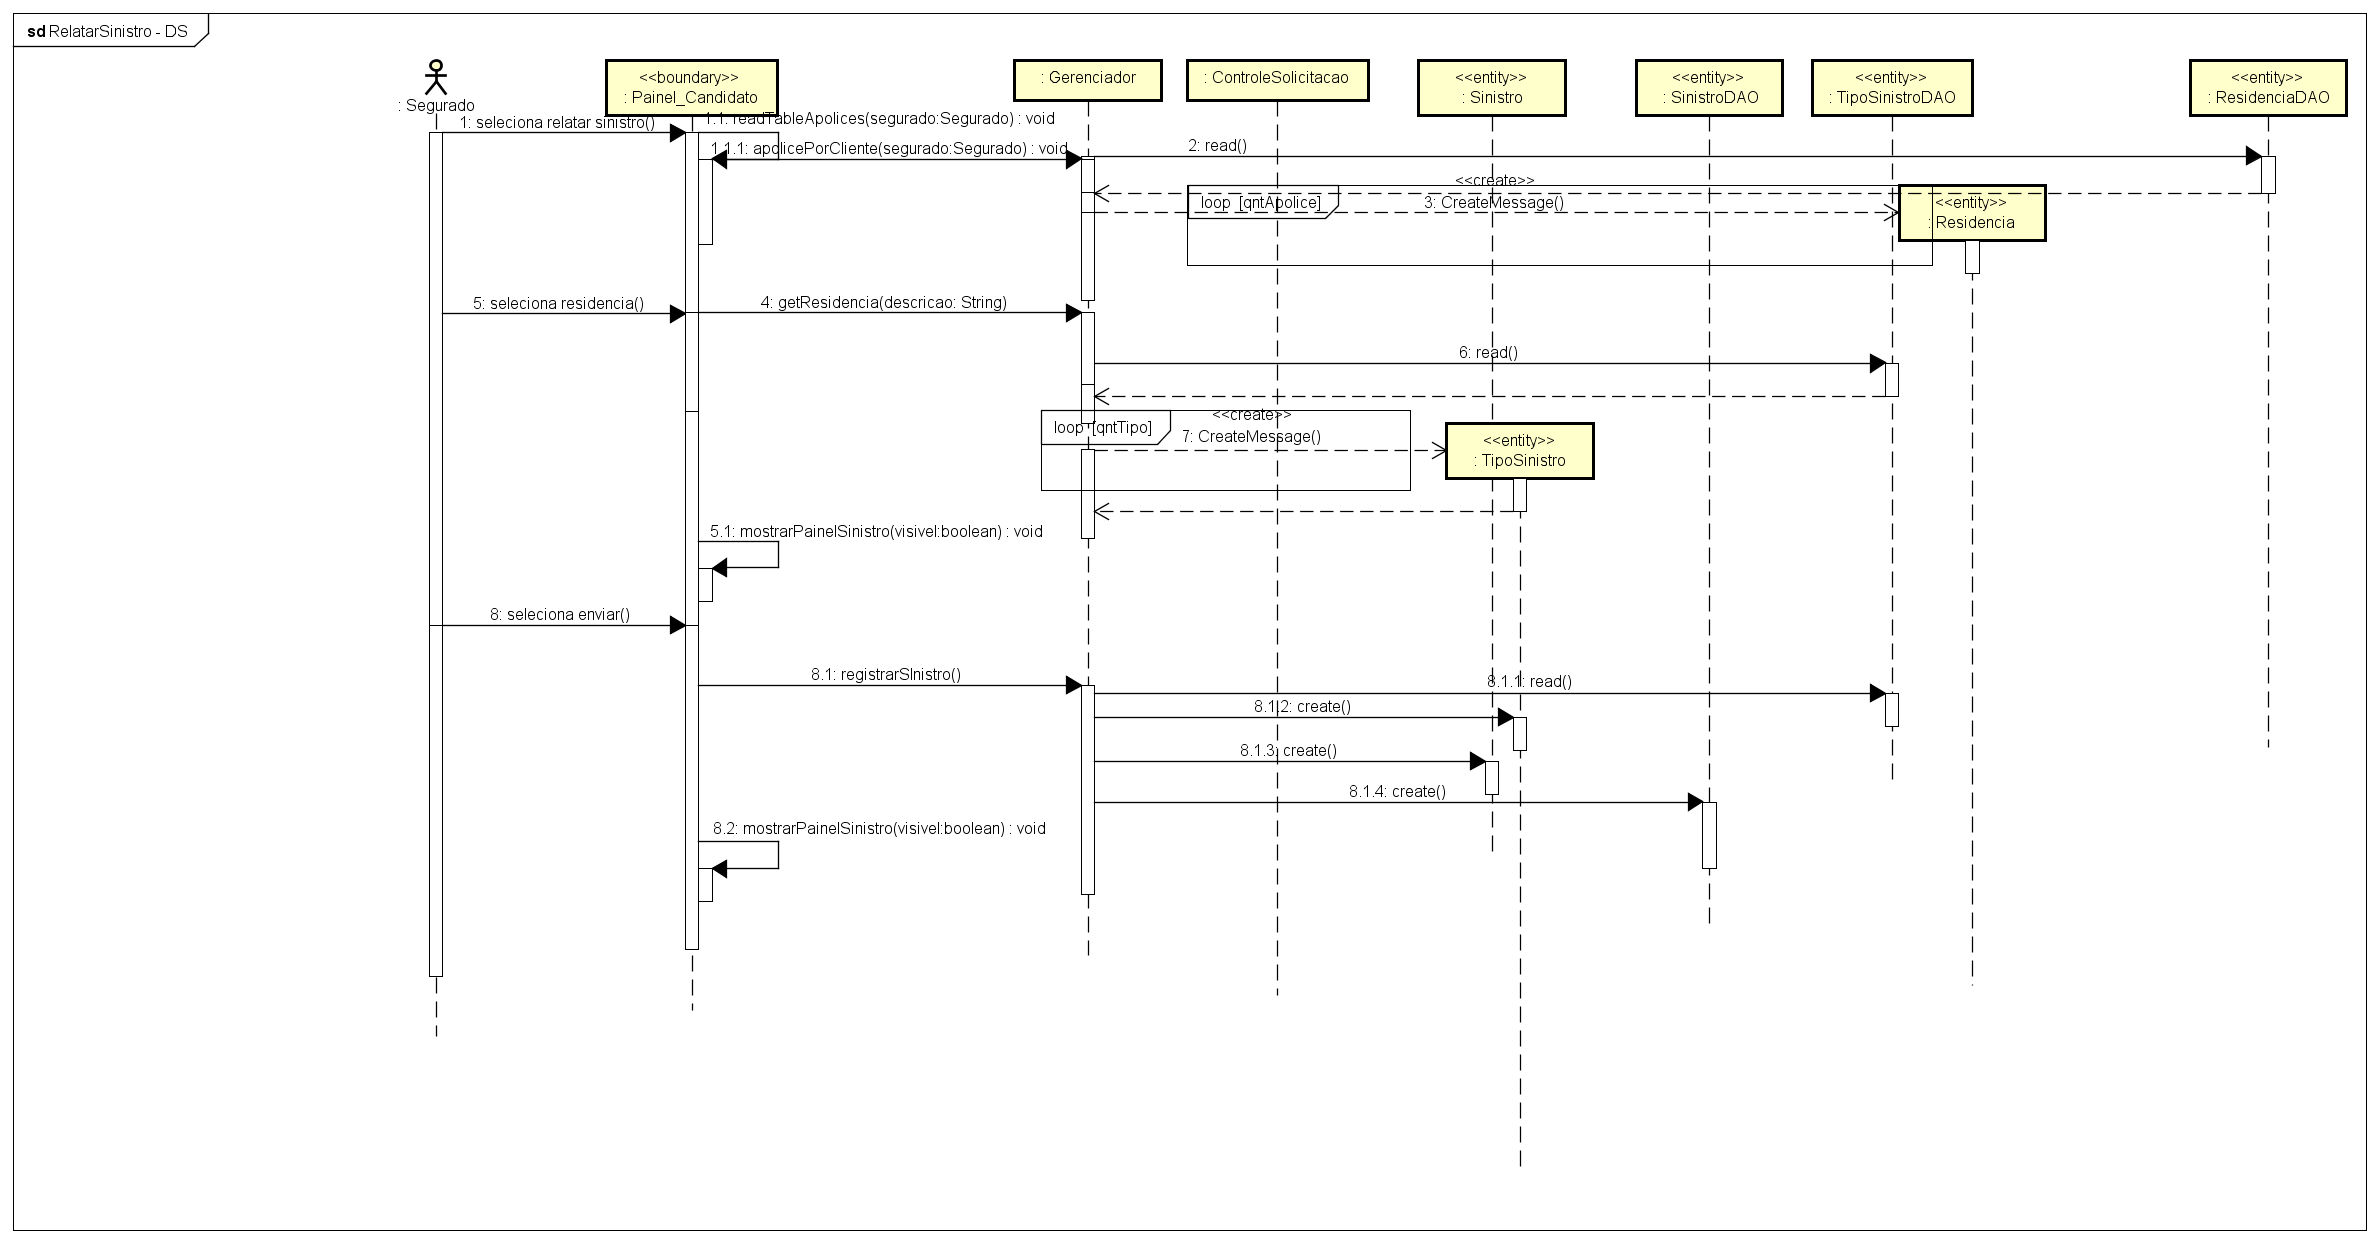 sd RelatarSinistro - DS
: Segurado
<<boundary>>
: Painel_Candidato
: Gerenciador
: ControleSolicitacao
<<entity>>
: Sinistro
<<entity>>
: SinistroDAO
<<entity>>
: TipoSinistroDAO
<<entity>>
: ResidenciaDAO
1: seleciona relatar sinistro()
1.1: readTableApolices(segurado:Segurado) : void
1.1.1: apolicePorCliente(segurado:Segurado) : void
2: read()
<<create>>
loop [qntApolice]
3: CreateMessage()
<<entity>>
: Residencia
5: seleciona residencia()
4: getResidencia(descricao: String)
6: read()
<<create>>
loop [qntTipo]
7: CreateMessage()
<<entity>>
: TipoSinistro
5.1: mostrarPainelSinistro(visivel:boolean) : void
8: seleciona enviar()
8.1: registrarSInistro()
8.1.1: read()
8.1.2: create()
8.1.3: create()
8.1.4: create()
8.2: mostrarPainelSinistro(visivel:boolean) : void